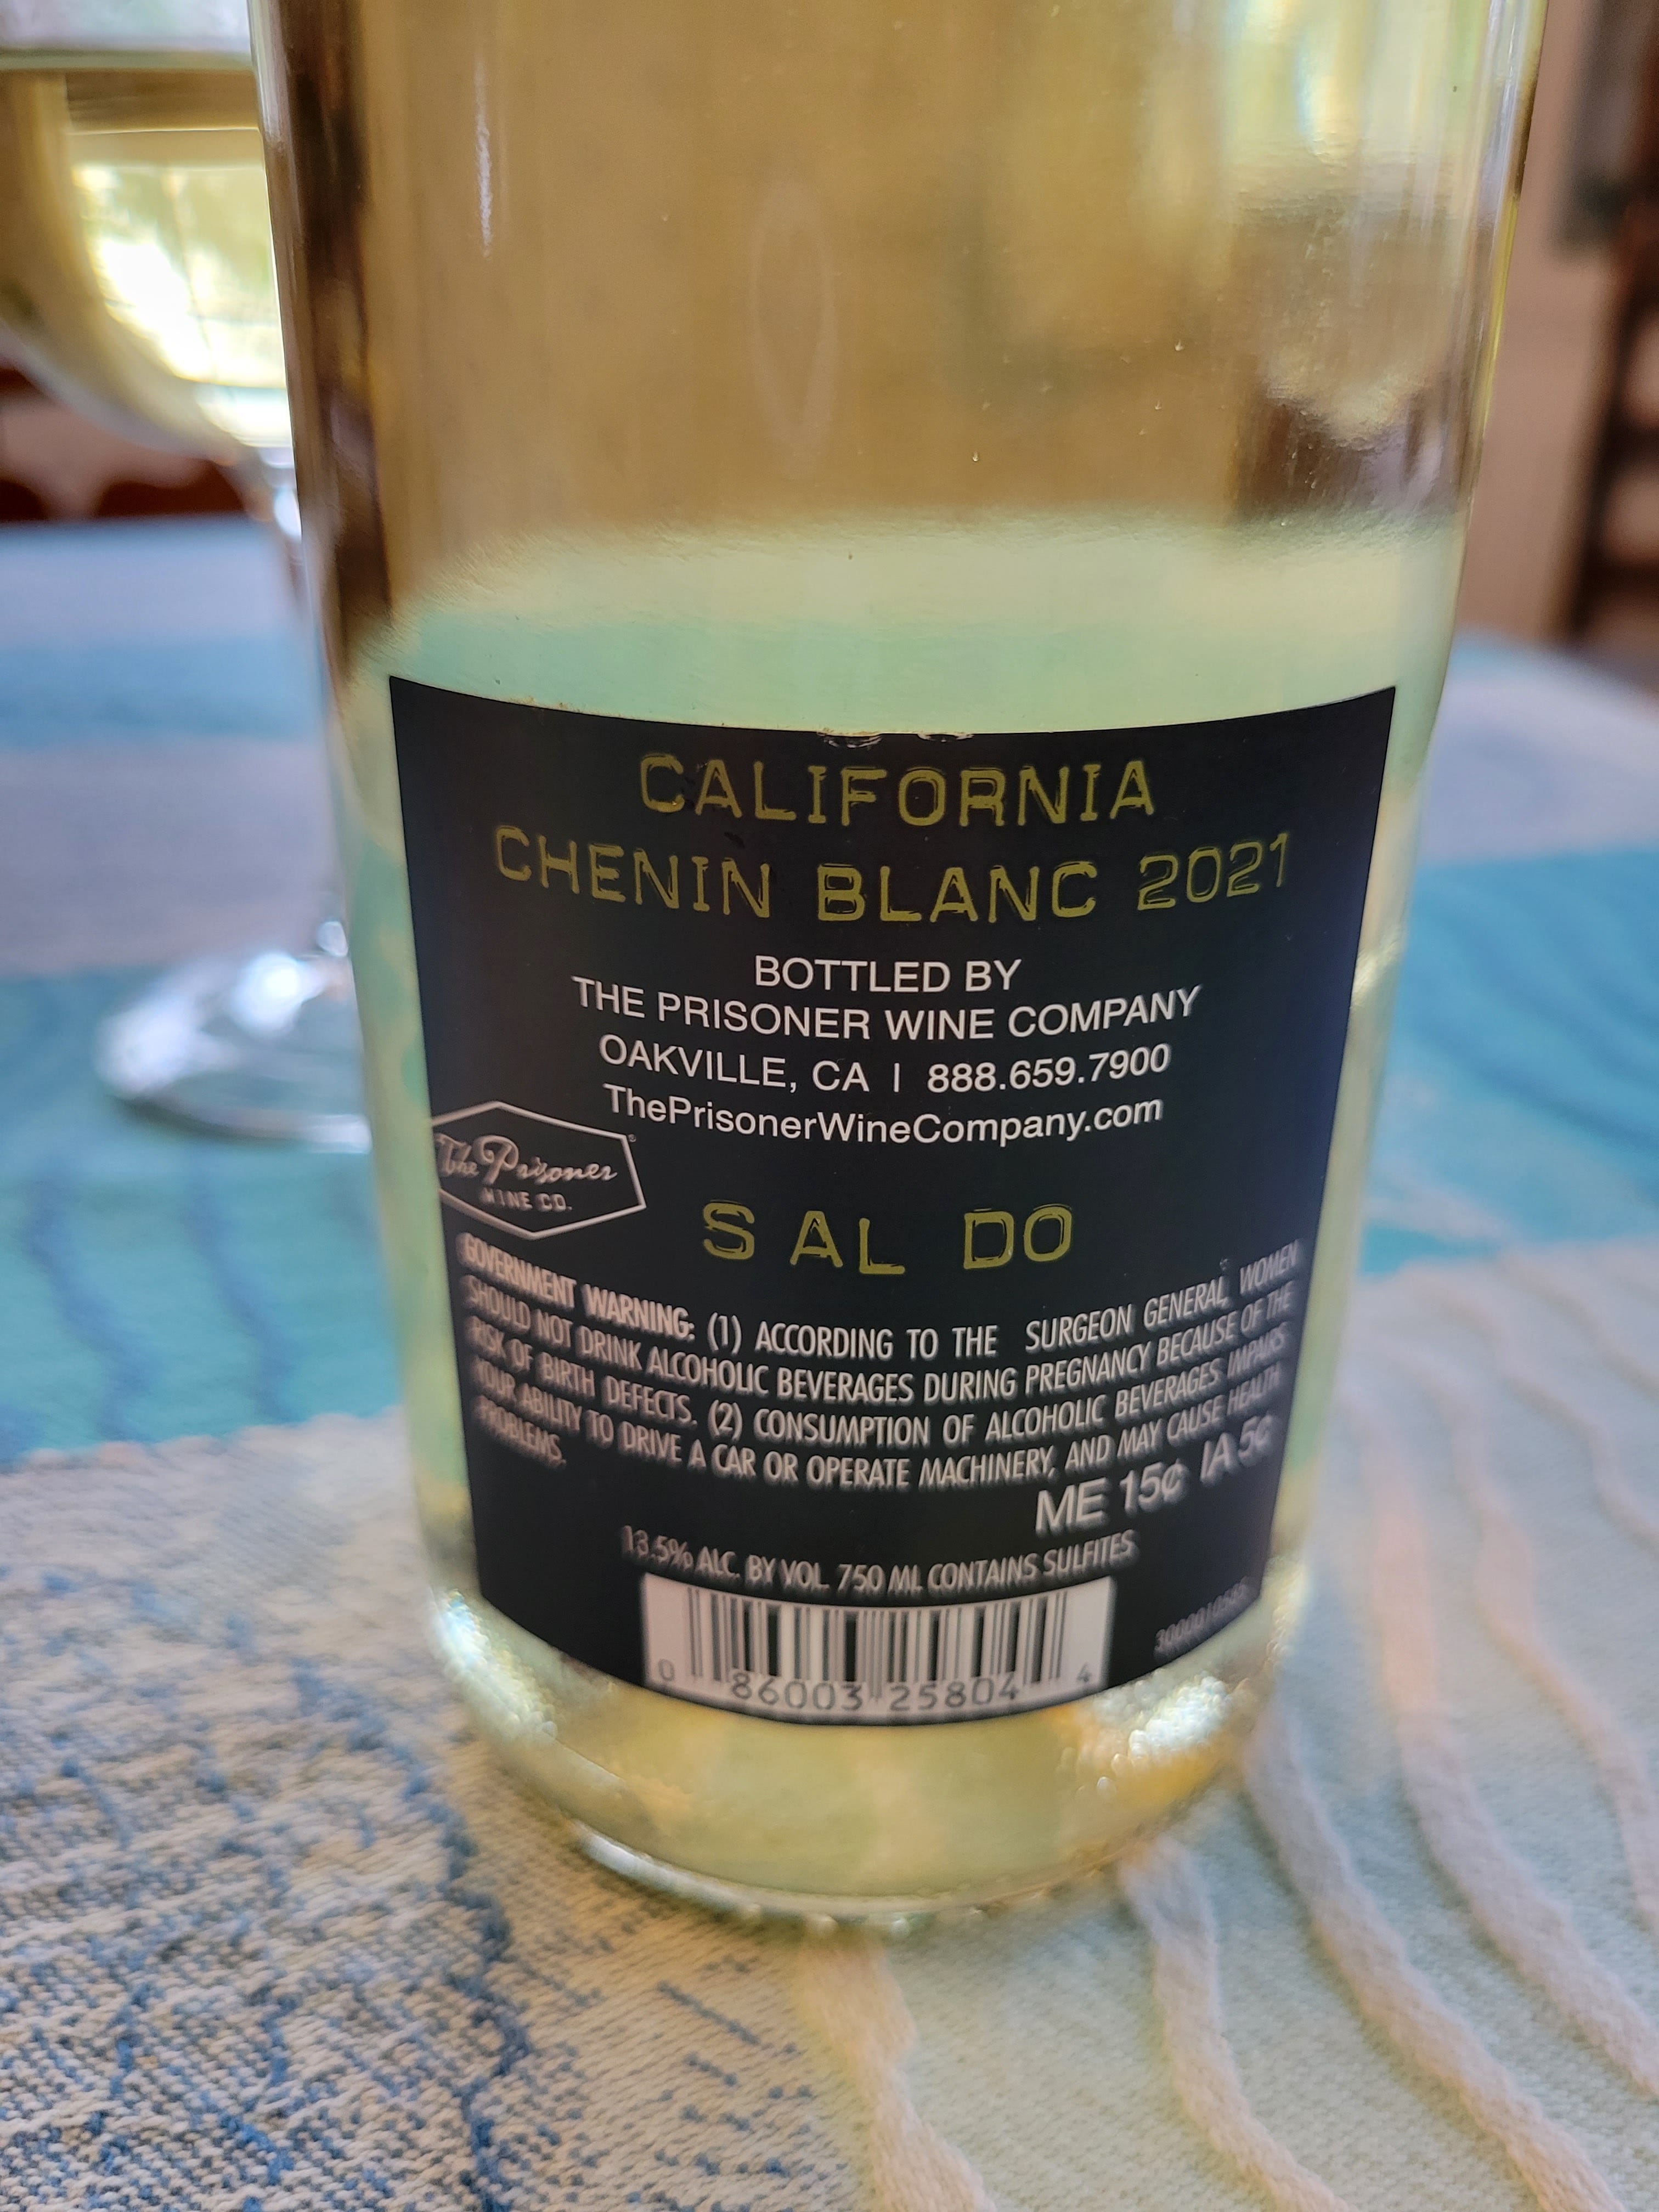 CALIFORNIA
CHENIN BLANC 2021
BOTTLED BY
THE PRISONER WINE COMPANY
OAKVILLE, CA | 888.659.7900
ThePrisonerWineCompany.com
The Prisoner
WINE CO.
SALDO
GOVERNMENT WARNING: (1) ACCORDING TO THE SURGEON GENERAL, WOMEN
SHOULD NOT DRINK ALCOHOLIC BEVERAGES DURING PREGNANCY BECAUSE OF THE
RISK OF BIRTH DEFECTS. (2) CONSUMPTION OF ALCOHOLIC BEVERAGES IMPAIRS
YOUR ABILITY TO DRIVE A CAR OR OPERATE MACHINERY, AND MAY CAUSE HEALTH
PROBLEMS.
ME 15¢ IA 5¢
13.5% ALC. BY VOL. 750 ML CONTAINS SULFITES
0 86003 25804 4